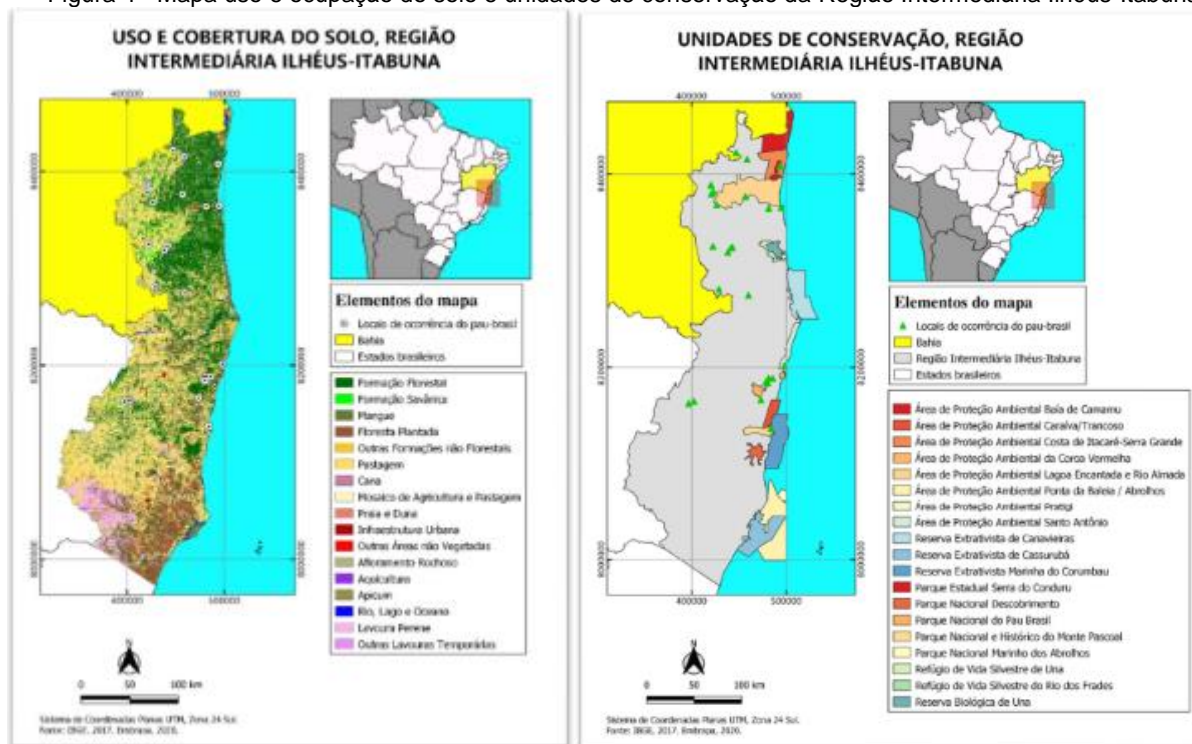 Figura 4 - Mapa uso e ocupação do solo e unidades de conservação da Região Intermediária Ilhéus-Itabuna
USO E COBERTURA DO SOLO, REGIÃO
INTERMEDIÁRIA ILHÉUS-ITABUNA
400000
500000
8400000
8200000
8000000
400000
500000
Elementos do mapa
Locais de ocorrência do pau-brasil
Bahia
Estados brasileiros
Formação Florestal
Formação Savânica
Mangue
Floresta Plantada
Outras Formações não Florestais
Pastagem
Cana
Mosaico de Agricultura e Pastagem
Praia e Duna
Infraestrutura Urbana
Outras Áreas não Vegetadas
Afloramento Rochoso
Aquicultura
Apicum
Rio, Lago e Oceano
Lavoura Perene
Outras Lavouras Temporárias
N
0 50 100 km
Sistema de Coordenadas Planas UTM, Zona 24 Sul.
Fonte: IBGE, 2017. Embrapa, 2020.
UNIDADES DE CONSERVAÇÃO, REGIÃO
INTERMEDIÁRIA ILHÉUS-ITABUNA
400000
500000
8400000
8200000
8000000
400000
500000
Elementos do mapa
Locais de ocorrência do pau-brasil
Bahia
Região Intermediária Ilhéus-Itabuna
Estados brasileiros
Área de Proteção Ambiental Baía de Camamu
Área de Proteção Ambiental Caraíva/Trancoso
Área de Proteção Ambiental Costa de Itacaré-Serra Grande
Área de Proteção Ambiental da Coroa Vermelha
Área de Proteção Ambiental Lagoa Encantada e Rio Almada
Área de Proteção Ambiental Ponta da Baleia / Abrolhos
Área de Proteção Ambiental Pratigi
Área de Proteção Ambiental Santo Antônio
Reserva Extrativista de Canavieiras
Reserva Extrativista de Cassurubá
Reserva Extrativista Marinha do Corumbau
Parque Estadual Serra do Conduru
Parque Nacional Descobrimento
Parque Nacional do Pau Brasil
Parque Nacional e Histórico do Monte Pascoal
Parque Nacional Marinho dos Abrolhos
Refúgio de Vida Silvestre de Una
Refúgio de Vida Silvestre do Rio dos Frades
Reserva Biológica de Una
N
0 50 100 km
Sistema de Coordenadas Planas UTM, Zona 24 Sul.
Fonte: IBGE, 2017. Embrapa, 2020.